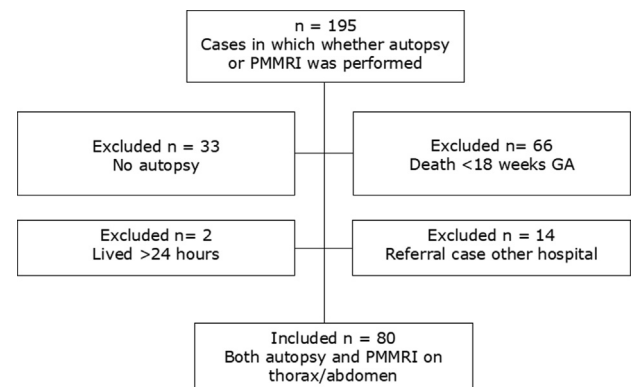 n = 195
Cases in which whether autopsy
or PMMRI was performed
Excluded n = 33
No autopsy
Excluded n= 66
Death <18 weeks GA
Excluded n= 2
Lived >24 hours
Excluded n = 14
Referral case other hospital
Included n = 80
Both autopsy and PMMRI on
thorax/abdomen